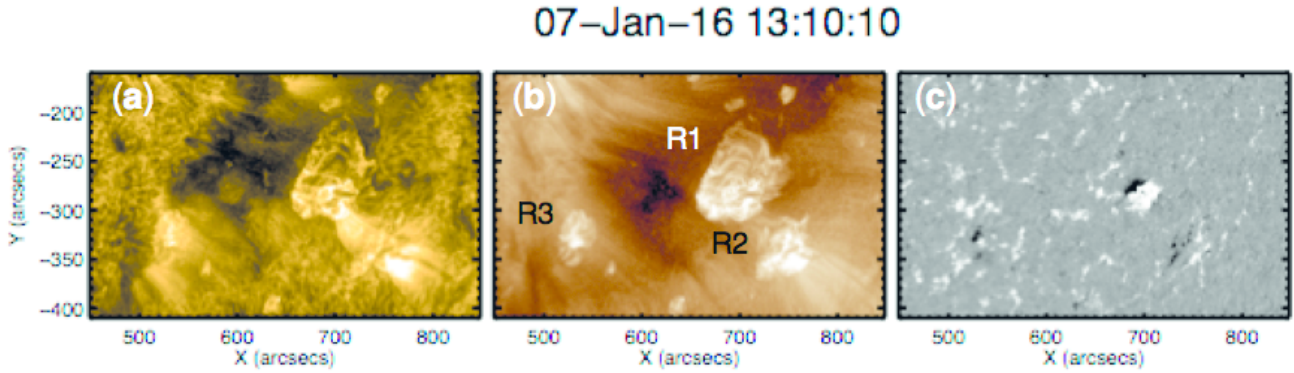 07–Jan–16 13:10:10
(a)
(b)
(c)
R1
R2
R3
Y (arcsecs)
−200
−250
−300
−350
−400
500 600 700 800
X (arcsecs)
500 600 700 800
X (arcsecs)
500 600 700 800
X (arcsecs)